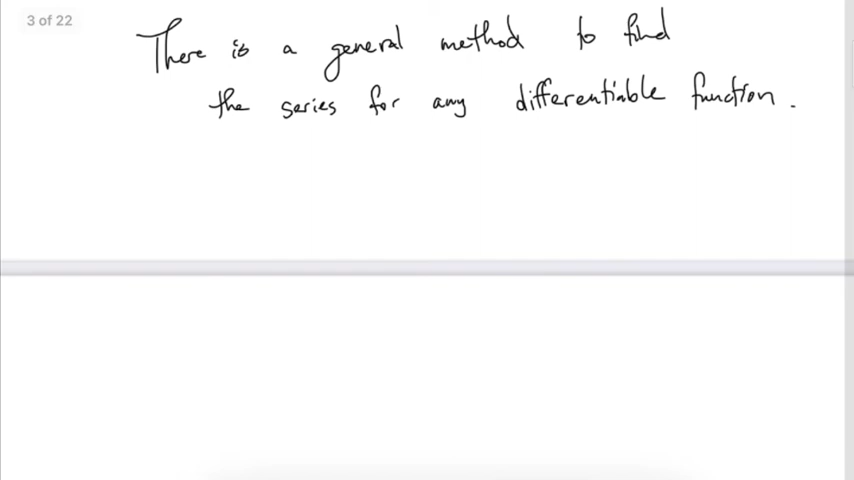 3 of 22
There is a general method to find
the series for any differentiable function.